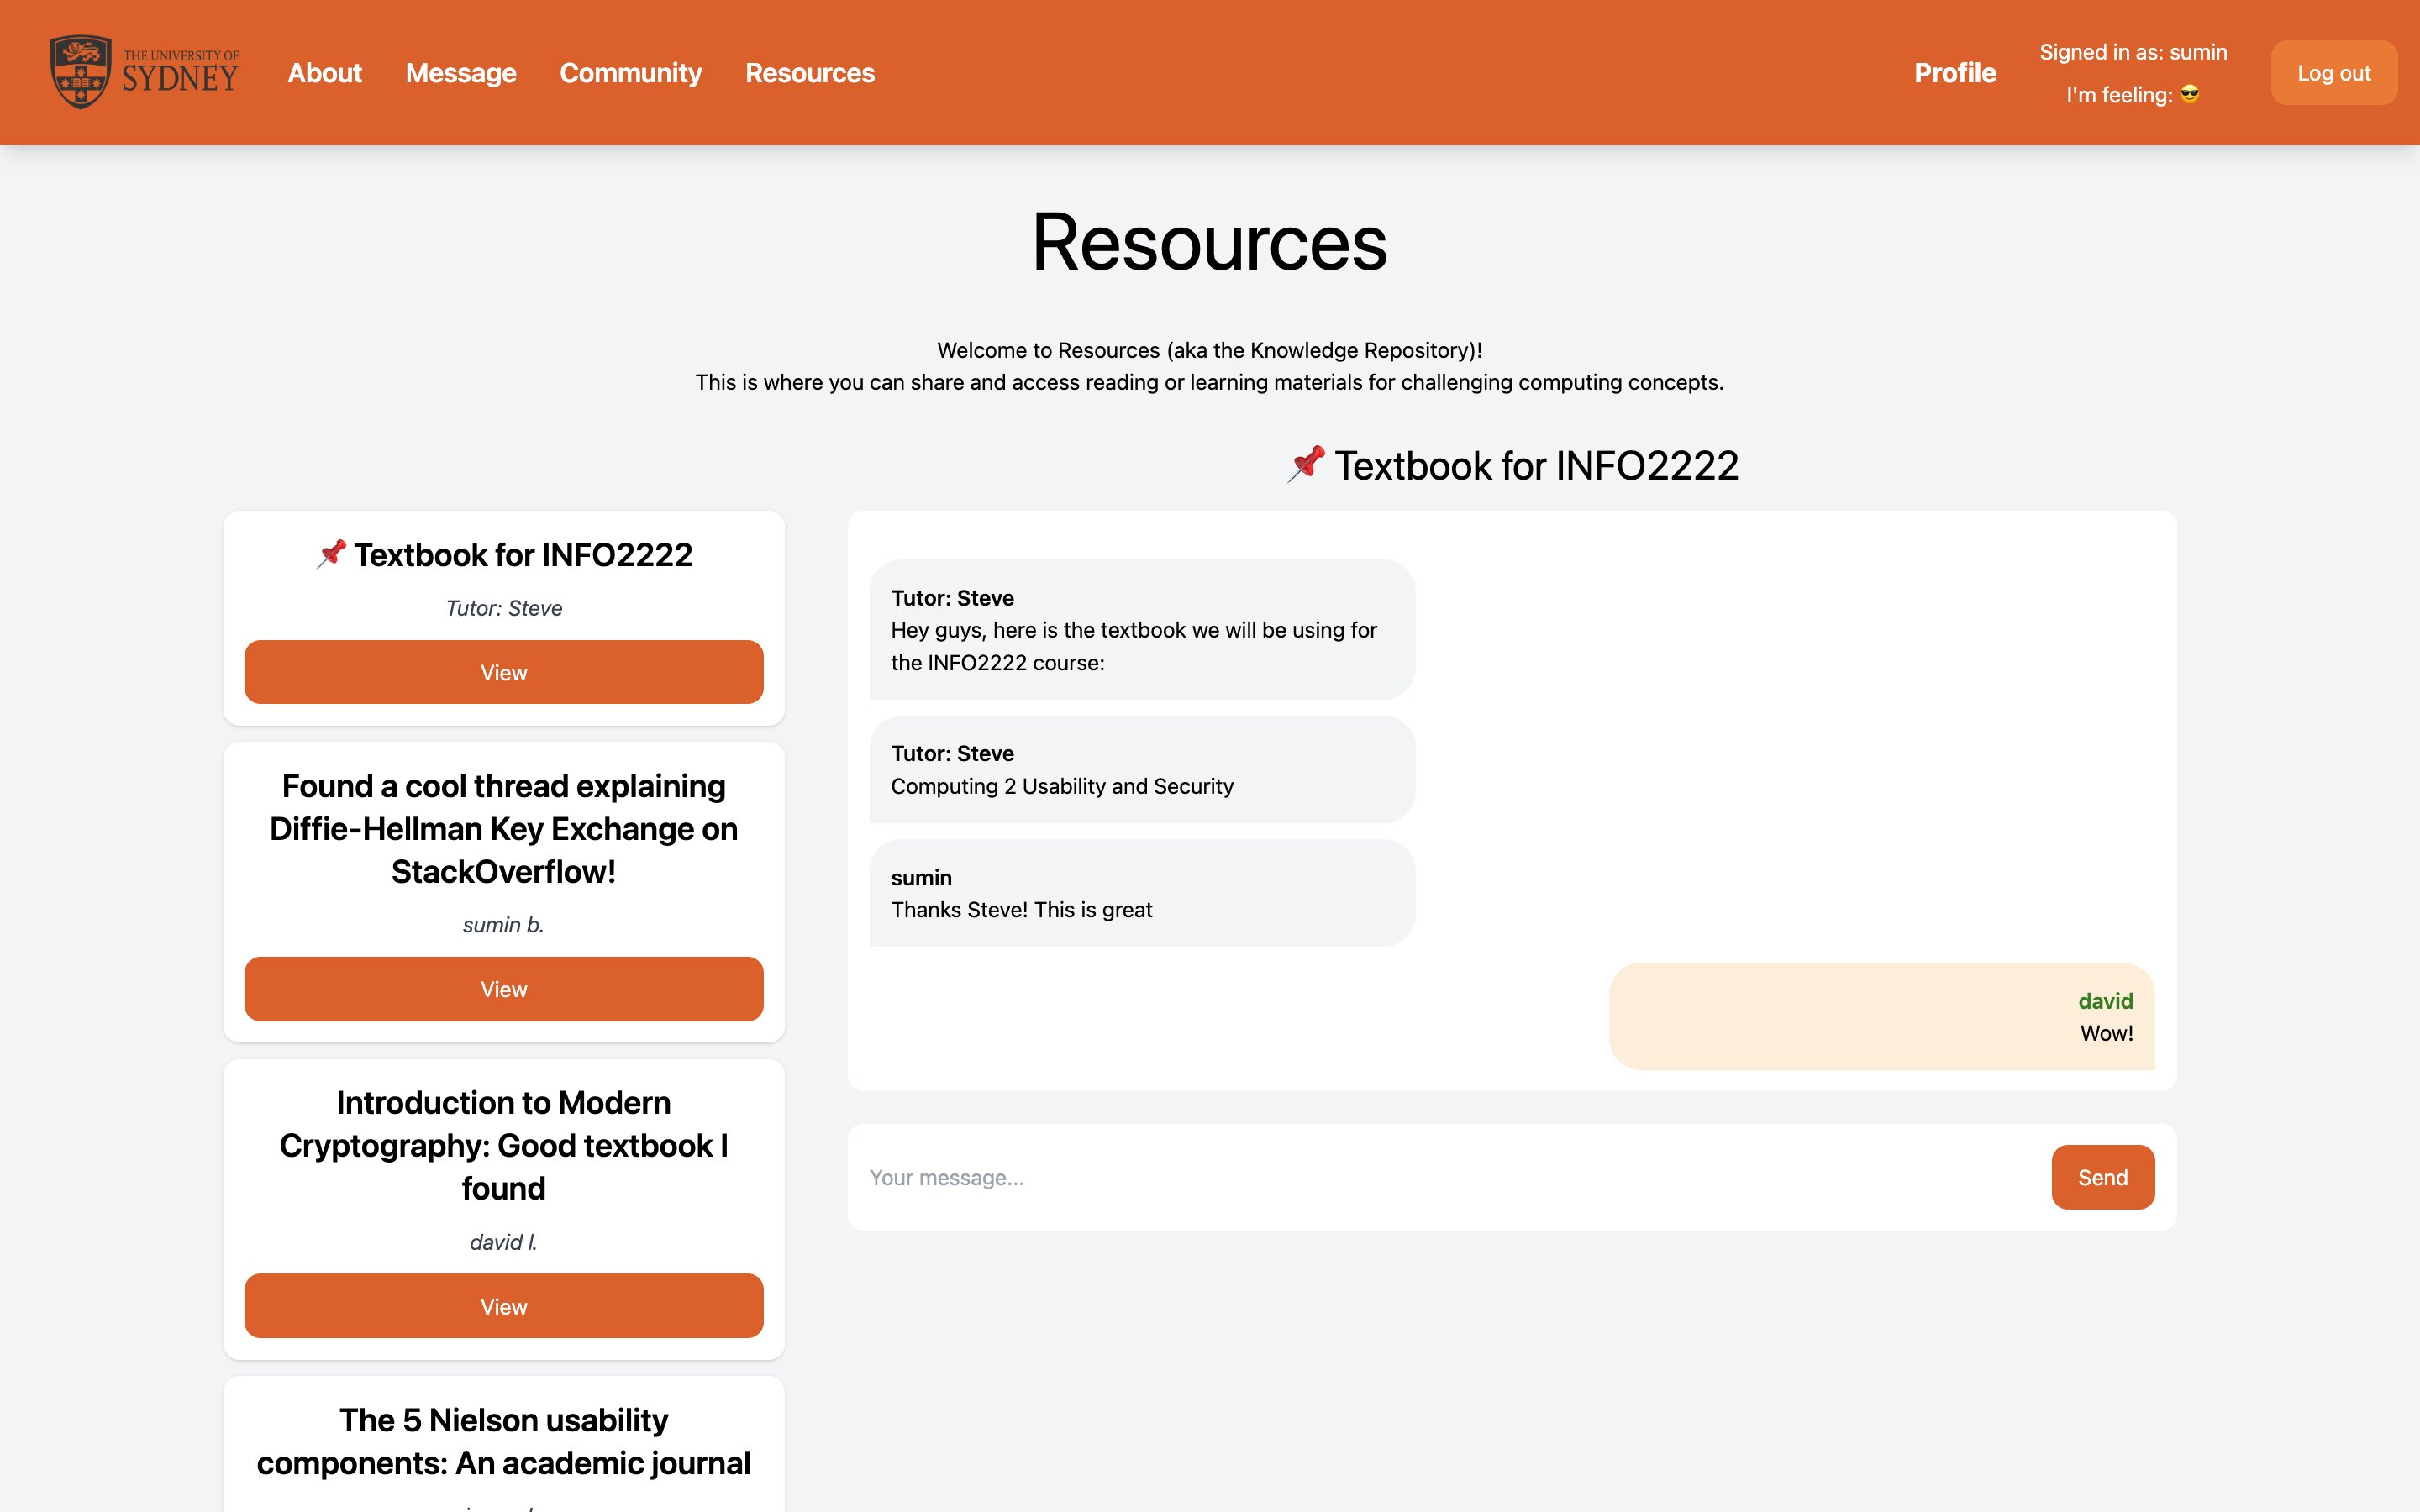 THE UNIVERSITY OF
SYDNEY
About
Message
Community
Resources
Profile
Signed in as: sumin
I'm feeling: 😎
Log out
Resources
Welcome to Resources (aka the Knowledge Repository)!
This is where you can share and access reading or learning materials for challenging computing concepts.
📌 Textbook for INFO2222
Tutor: Steve
View
Found a cool thread explaining
Diffie-Hellman Key Exchange on
StackOverflow!
sumin b.
View
Introduction to Modern
Cryptography: Good textbook I
found
david l.
View
The 5 Nielson usability
components: An academic journal
📌 Textbook for INFO2222
Tutor: Steve
Hey guys, here is the textbook we will be using for
the INFO2222 course:
Tutor: Steve
Computing 2 Usability and Security
sumin
Thanks Steve! This is great
david
Wow!
Your message...
Send